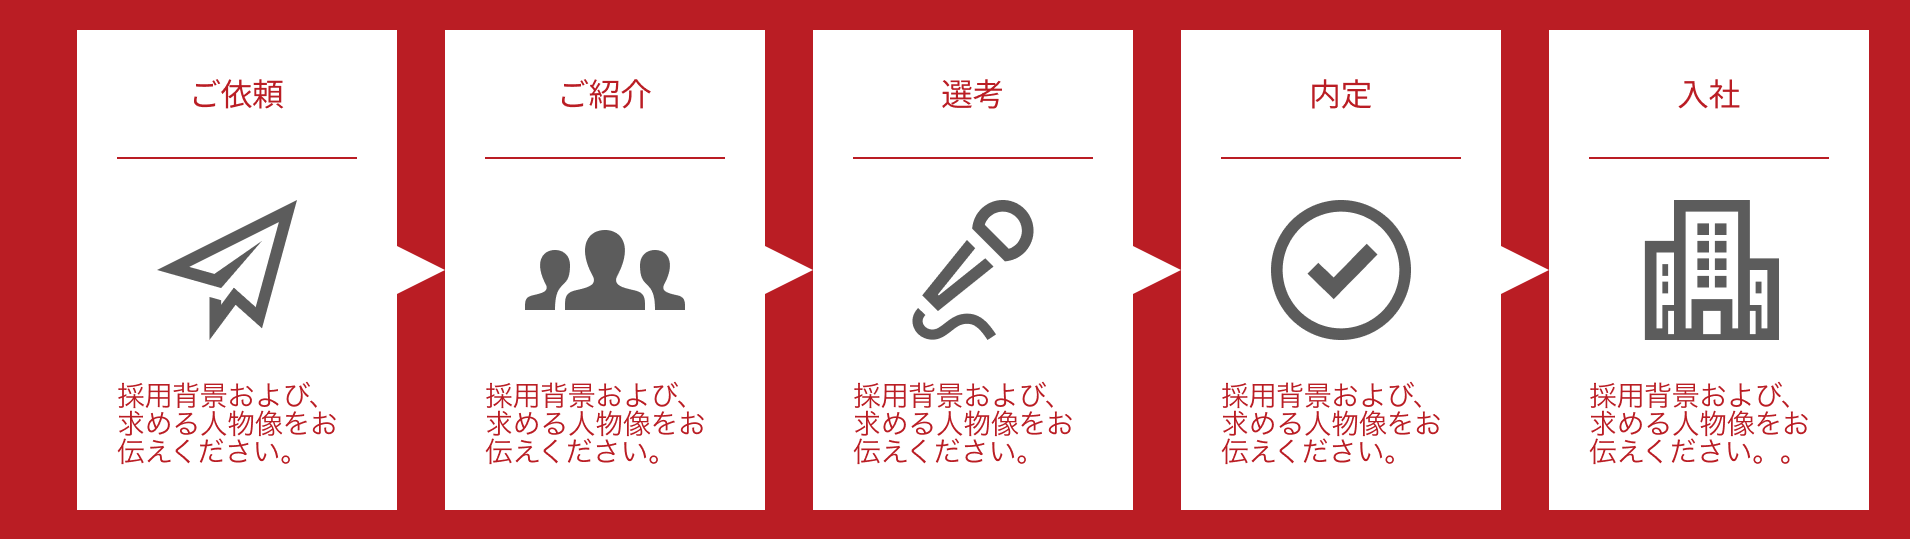 ご依頼
採用背景および、
求める人物像をお
伝えください。
ご紹介
採用背景および、
求める人物像をお
伝えください。
選考
採用背景および、
求める人物像をお
伝えください。
内定
採用背景および、
求める人物像をお
伝えください。
入社
採用背景および、
求める人物像をお
伝えください。。